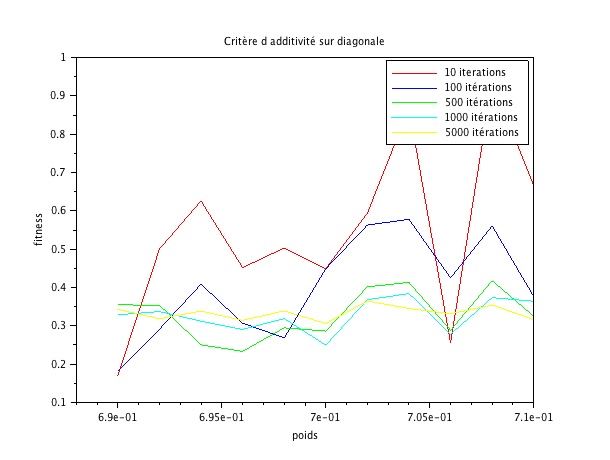 Critère d additivité sur diagonale
1
10 iterations
100 itérations
500 itérations
1000 itérations
5000 itérations
0.9
0.8
0.7
0.6
0.5
0.4
0.3
0.2
0.1
fitness
6.9e-01 6.95e-01 7e-01 7.05e-01 7.1e-01
poids